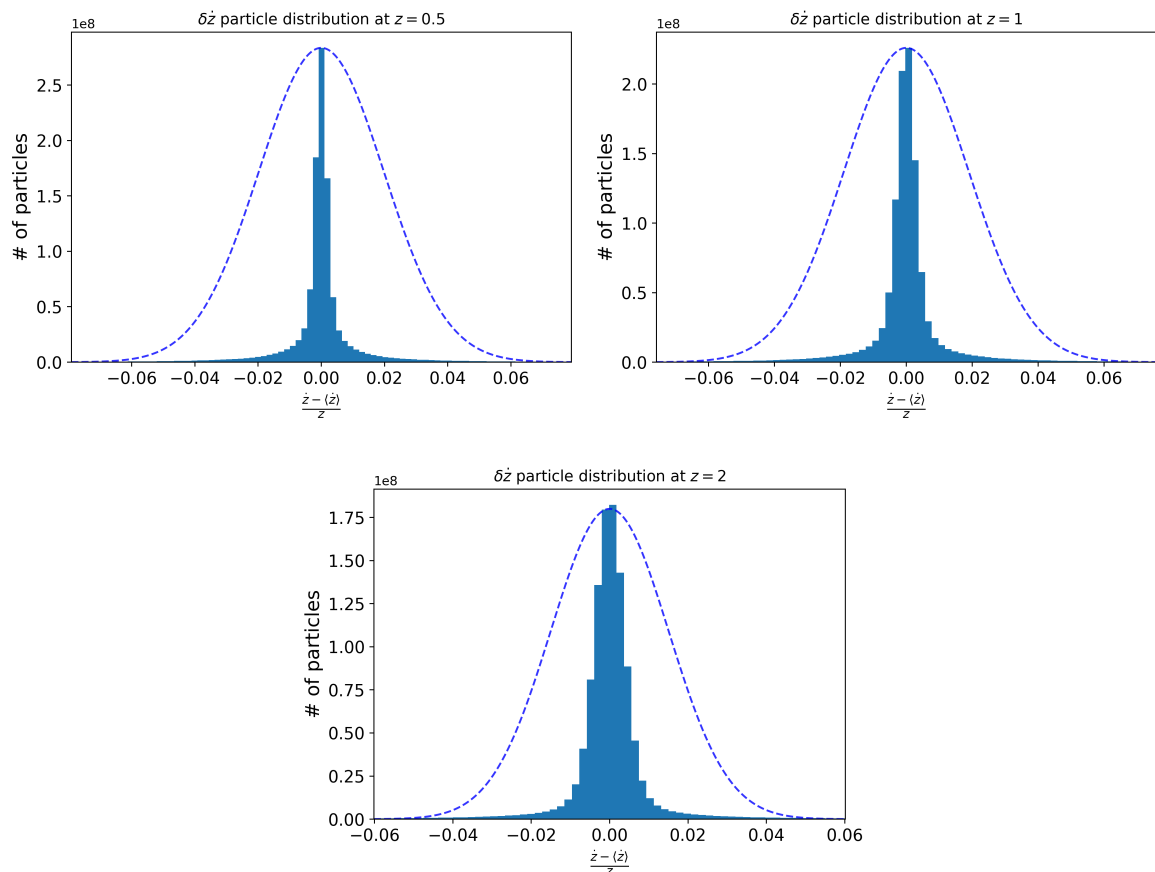 δż particle distribution at z = 0.5
1e8
# of particles
2.5
2.0
1.5
1.0
0.5
0.0
−0.06 −0.04 −0.02 0.00 0.02 0.04 0.06
ż − ⟨ż⟩
z
δż particle distribution at z = 1
1e8
# of particles
2.0
1.5
1.0
0.5
0.0
−0.06 −0.04 −0.02 0.00 0.02 0.04 0.06
ż − ⟨ż⟩
z
δż particle distribution at z = 2
1e8
# of particles
1.75
1.50
1.25
1.00
0.75
0.50
0.25
0.00
−0.06 −0.04 −0.02 0.00 0.02 0.04 0.06
ż − ⟨ż⟩
z